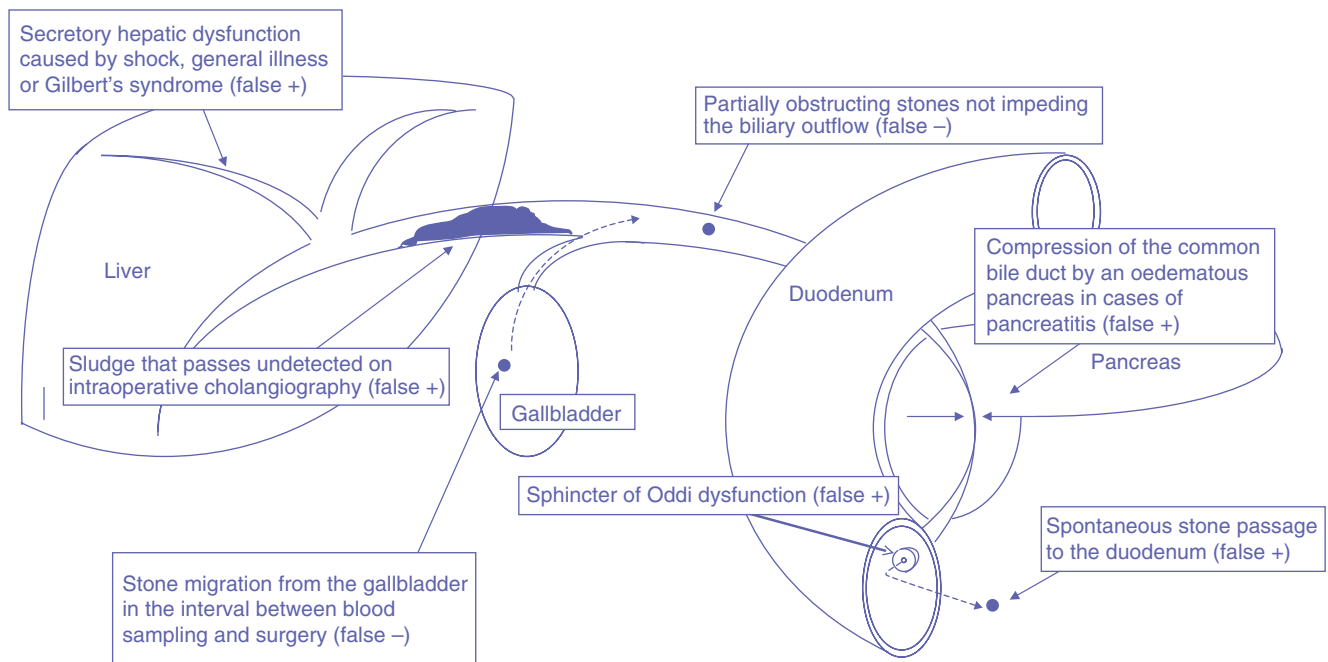 Secretory hepatic dysfunction
caused by shock, general illness
or Gilbert's syndrome (false +)
Partially obstructing stones not impeding
the biliary outflow (false –)
Liver
Duodenum
Compression of the common
bile duct by an oedematous
pancreas in cases of
pancreatitis (false +)
Pancreas
Sludge that passes undetected on
intraoperative cholangiography (false +)
Gallbladder
Sphincter of Oddi dysfunction (false +)
Spontaneous stone passage
to the duodenum (false +)
Stone migration from the gallbladder
in the interval between blood
sampling and surgery (false –)